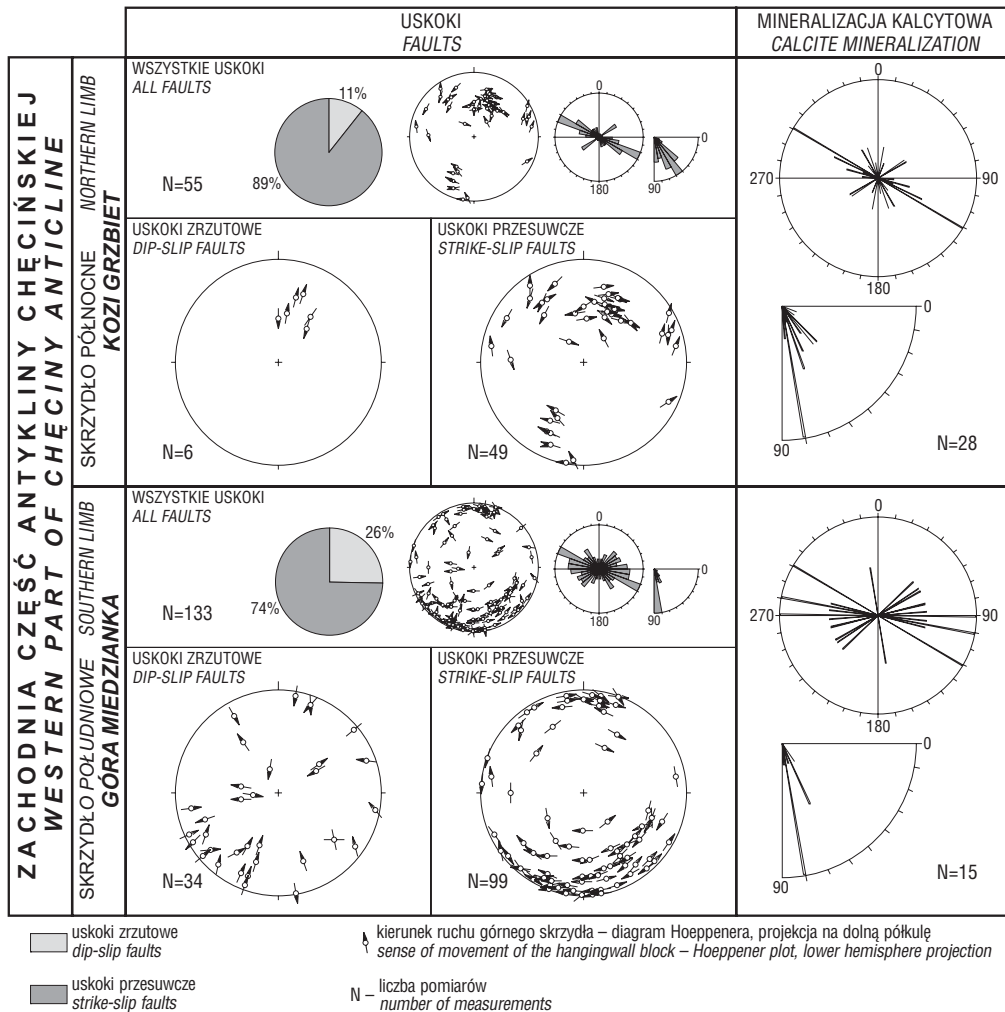 USKOKI
FAULTS
MINERALIZACJA KALCYTOWA
CALCITE MINERALIZATION
ZACHODNIA CZĘŚĆ ANTYKLINY CHĘCIŃSKIEJ
WESTERN PART OF CHĘCINY ANTICLINE
SKRZYDŁO PÓŁNOCNE NORTHERN LIMB
KOZI GRZBIET
WSZYSTKIE USKOKI
ALL FAULTS
11%
89%
N=55
0
180
0
90
USKOKI ZRZUTOWE
DIP-SLIP FAULTS
N=6
USKOKI PRZESUWCZE
STRIKE-SLIP FAULTS
N=49
0
270
90
180
0
90
N=28
SKRZYDŁO POŁUDNIOWE SOUTHERN LIMB
GÓRA MIEDZIANKA
WSZYSTKIE USKOKI
ALL FAULTS
26%
74%
N=133
0
180
0
90
USKOKI ZRZUTOWE
DIP-SLIP FAULTS
N=34
USKOKI PRZESUWCZE
STRIKE-SLIP FAULTS
N=99
0
270
90
180
0
90
N=15
uskoki zrzutowe
dip-slip faults
uskoki przesuwcze
strike-slip faults
kierunek ruchu górnego skrzydła – diagram Hoeppenera, projekcja na dolną półkulę
sense of movement of the hangingwall block – Hoeppener plot, lower hemisphere projection
N – liczba pomiarów
number of measurements